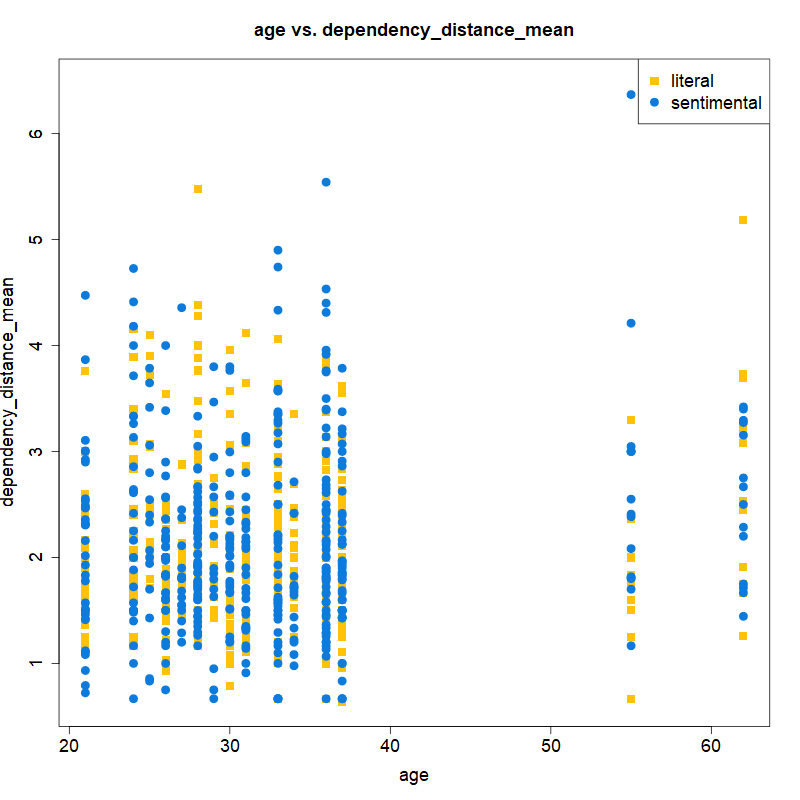 age vs. dependency_distance_mean
literal
sentimental
dependency_distance_mean
6
5
4
3
2
1
20 30 40 50 60
age